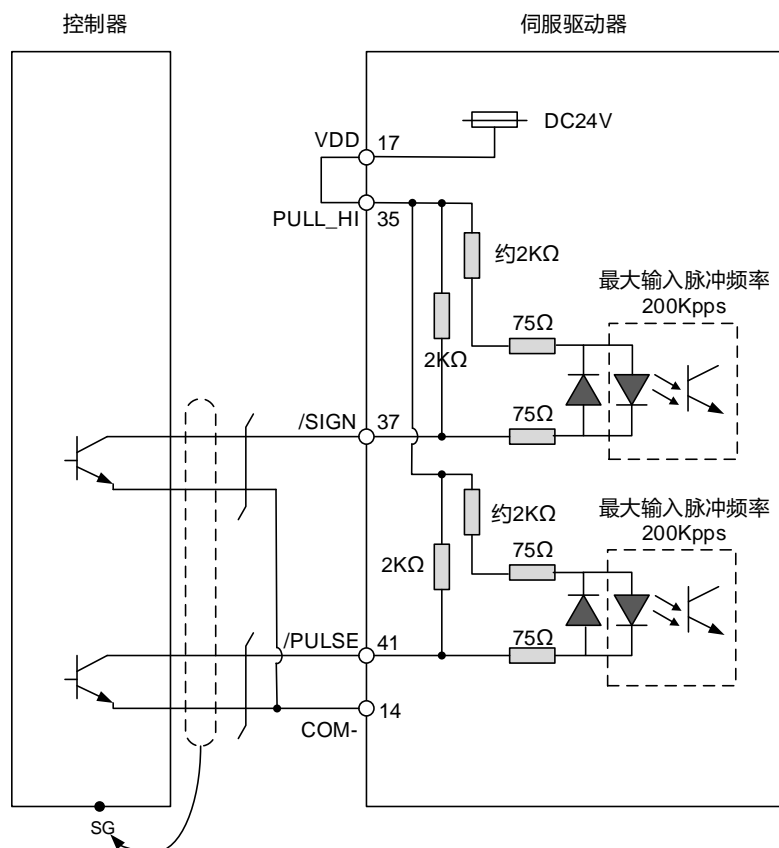 控制器
伺服驱动器
VDD
17
DC24V
PULL_HI
35
约2KΩ
最大输入脉冲频率
200Kpps
2KΩ
75Ω
75Ω
/SIGN
37
约2KΩ
最大输入脉冲频率
200Kpps
2KΩ
75Ω
75Ω
/PULSE
41
14
COM-
SG